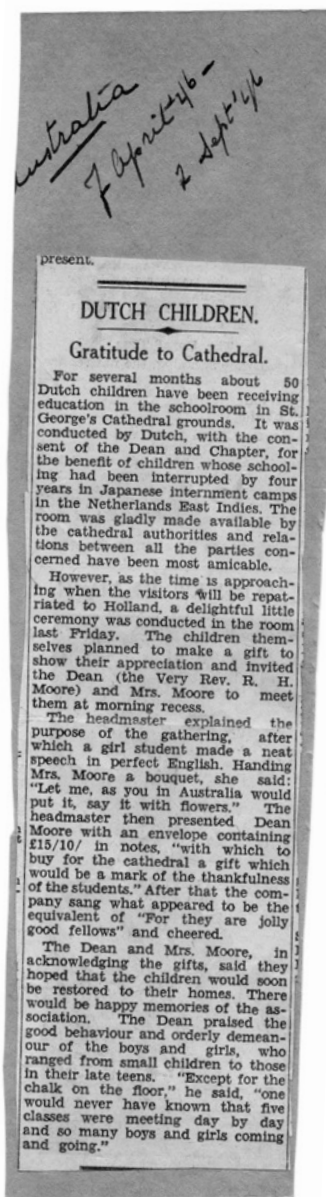 Australia
7 April '46 -
2 Sept '46
present.
DUTCH CHILDREN.
Gratitude to Cathedral.
For several months about 50
Dutch children have been receiving
education in the schoolroom in St.
George's Cathedral grounds. It was
conducted by Dutch, with the con-
sent of the Dean and Chapter, for
the benefit of children whose school-
ing had been interrupted by four
years in Japanese internment camps
in the Netherlands East Indies. The
room was gladly made available by
the cathedral authorities and rela-
tions between all the parties con-
cerned have been most amicable.
However, as the time is approach-
ing when the visitors will be repat-
riated to Holland, a delightful little
ceremony was conducted in the room
last Friday. The children them-
selves planned to make a gift to
show their appreciation and invited
the Dean (the Very Rev. R. H.
Moore) and Mrs. Moore to meet
them at morning recess.
The headmaster explained the
purpose of the gathering, after
which a girl student made a neat
speech in perfect English. Handing
Mrs. Moore a bouquet, she said:
"Let me, as you in Australia would
put it, say it with flowers." The
headmaster then presented Dean
Moore with an envelope containing
£15/10/ in notes, "with which to
buy for the cathedral a gift which
would be a mark of the thankfulness
of the students." After that the com-
pany sang what appeared to be the
equivalent of "For they are jolly
good fellows" and cheered.
The Dean and Mrs. Moore, in
acknowledging the gifts, said they
hoped that the children would soon
be restored to their homes. There
would be happy memories of the as-
sociation. The Dean praised the
good behaviour and orderly demean-
our of the boys and girls, who
ranged from small children to those
in their late teens. "Except for the
chalk on the floor," he said, "one
would never have known that five
classes were meeting day by day
and so many boys and girls coming
and going."